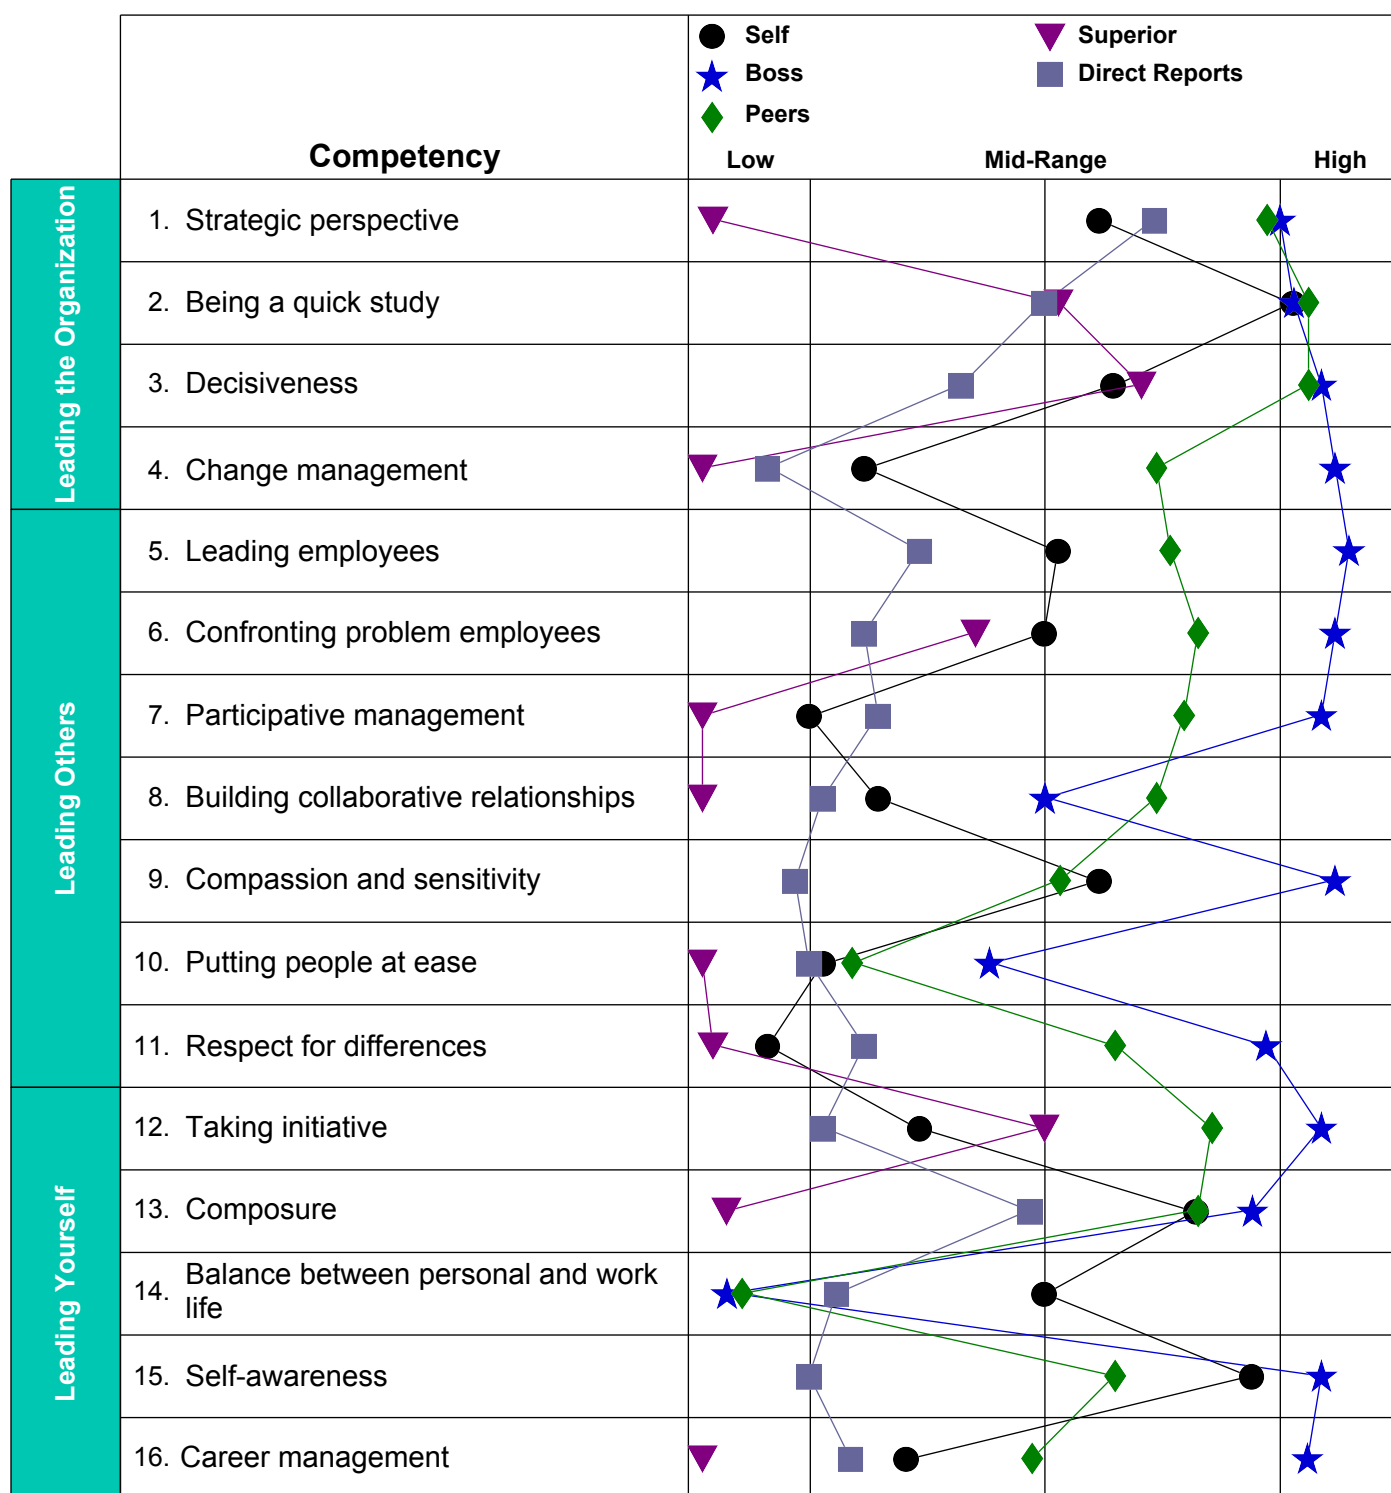 Self
Superior
Boss
Direct Reports
Peers
Competency
Low
Mid-Range
High
Leading the Organization
1. Strategic perspective
2. Being a quick study
3. Decisiveness
4. Change management
Leading Others
5. Leading employees
6. Confronting problem employees
7. Participative management
8. Building collaborative relationships
9. Compassion and sensitivity
10. Putting people at ease
11. Respect for differences
Leading Yourself
12. Taking initiative
13. Composure
14. Balance between personal and work
life
15. Self-awareness
16. Career management